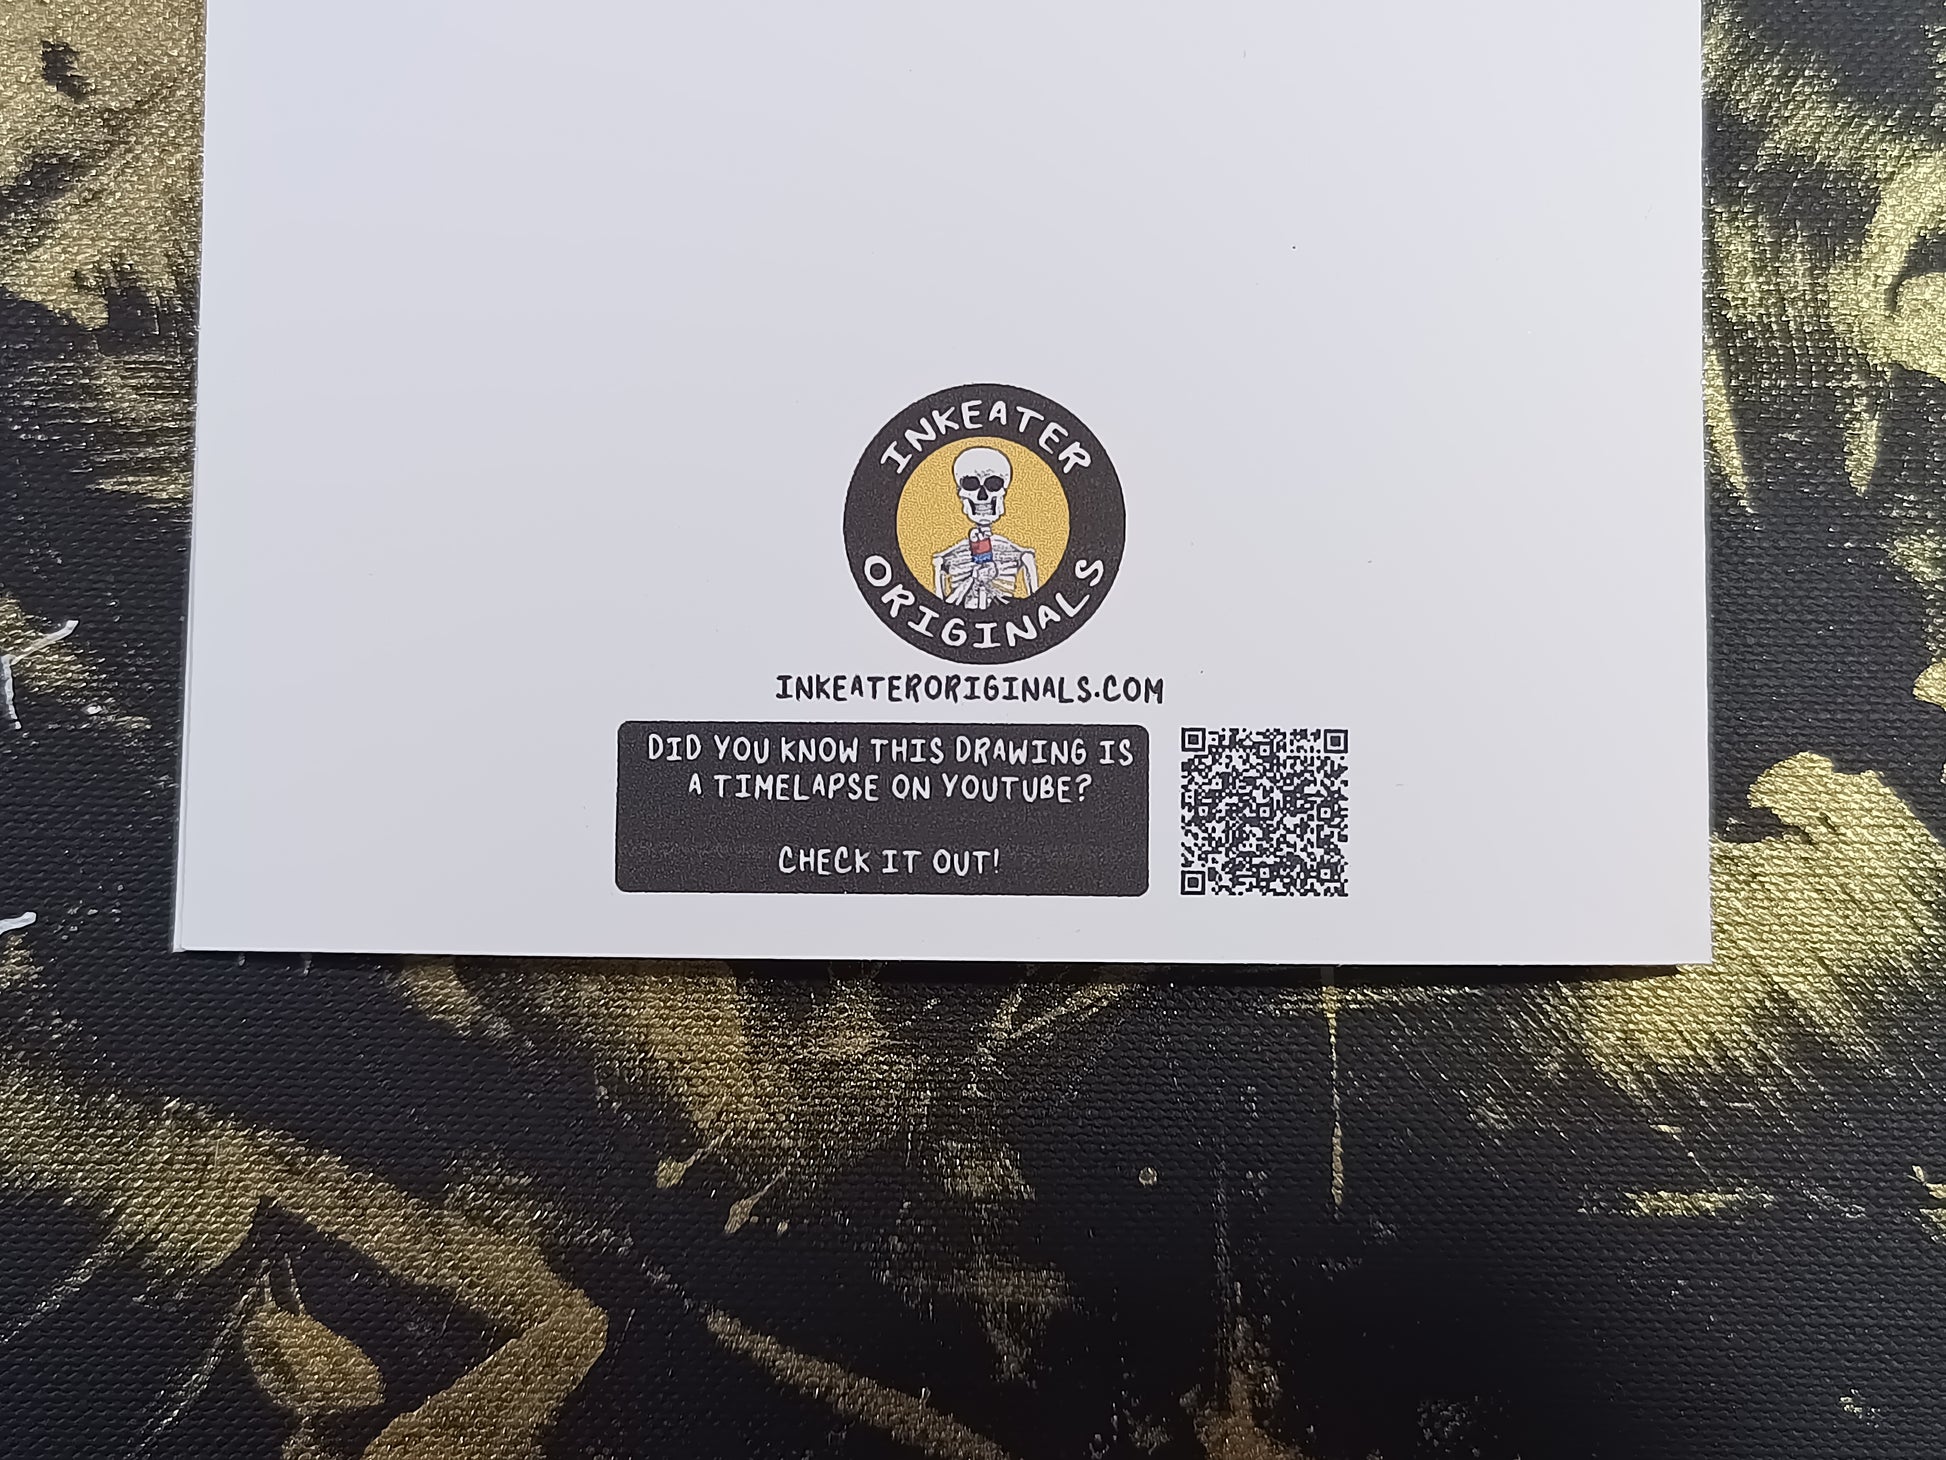 INKEATER
ORIGINALS
INKEATERORIGINALS.COM
DID YOU KNOW THIS DRAWING IS
A TIMELAPSE ON YOUTUBE?
CHECK IT OUT!